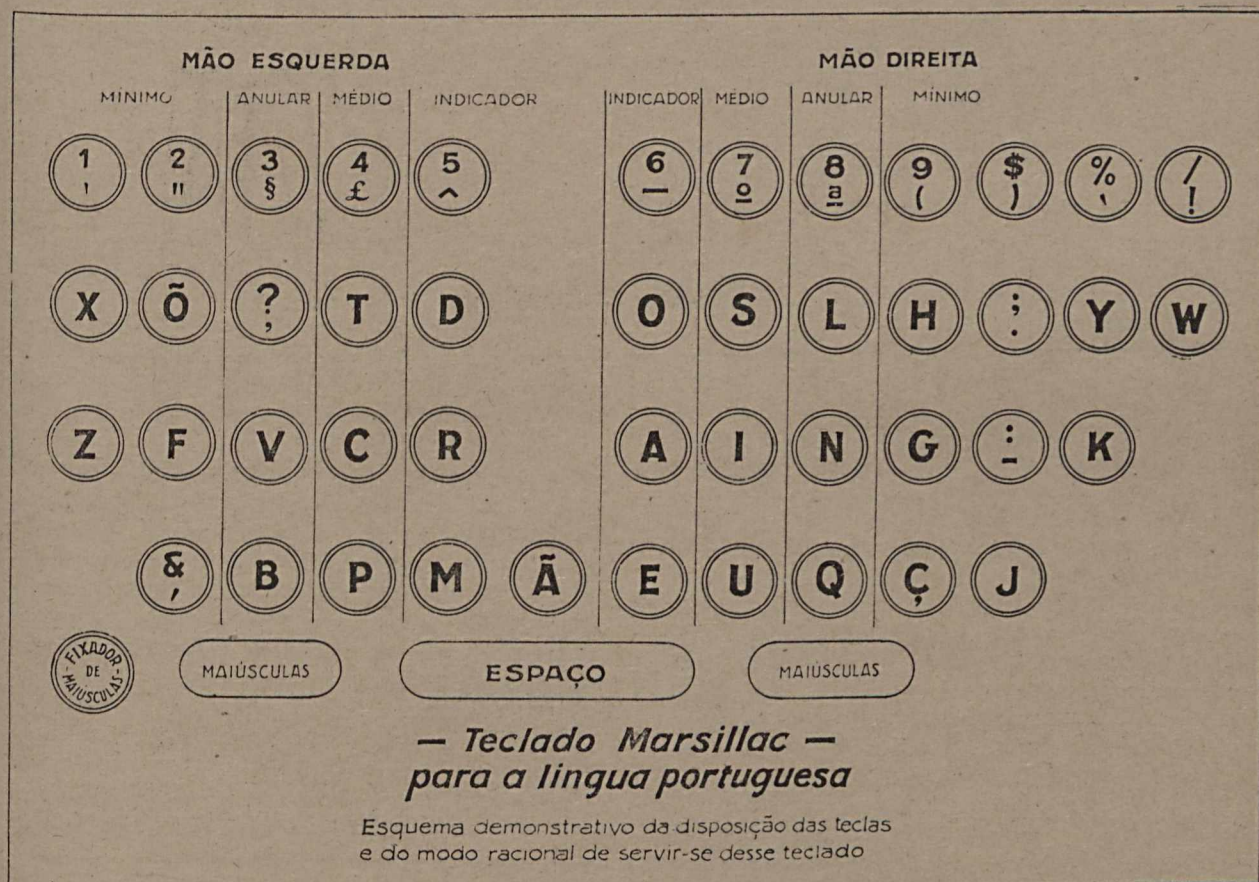 MÃO ESQUERDA MÃO DIREITA
MÍNIMO ANULAR MÉDIO INDICADOR INDICADOR MÉDIO ANULAR MÍNIMO
1 2 3 4 5 6 7 8 9 $ % /
' " § £ ^ — º ª ( ) ‵ !
X Õ ? T D O S L H ; Y W
, .
Z F V C R A I N G : K
-
& B P M Ã E U Q Ç J
′
FIXADOR DE MAIÚSCULAS MAIÚSCULAS ESPAÇO MAIÚSCULAS
— Teclado Marsillac —
para a lingua portuguesa
Esquema demonstrativo da disposição das teclas
e do modo racional de servir-se desse teclado